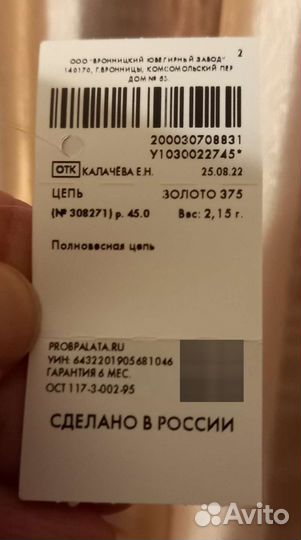 2
ООО "БРОННИЦКИЙ ЮВЕЛИРНЫЙ ЗАВОД"
140170, Г.БРОННИЦЫ, КОМСОМОЛЬСКИЙ ПЕР
ДОМ № 53.
200030708831
У1030022745*
ОТК КАЛАЧЁВА Е.Н. 25.08.22
ЦЕПЬ ЗОЛОТО 375
(№ 308271) р. 45.0 Вес: 2,15 г.
Полновесная цепь
PROBPALATA.RU
УИН: 6432201905681046
ГАРАНТИЯ 6 МЕС.
ОСТ 117-3-002-95
СДЕЛАНО В РОССИИ
Avito